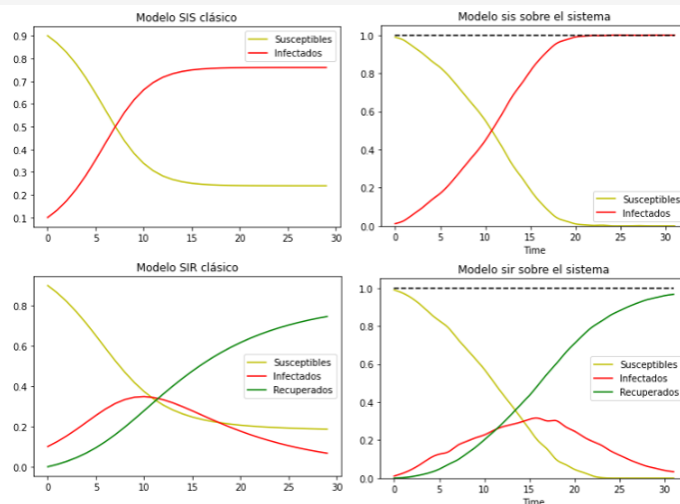 Modelo SIS clásico
0.9
0.8
0.7
0.6
0.5
0.4
0.3
0.2
0.1
Susceptibles
Infectados
0 5 10 15 20 25 30
Modelo sis sobre el sistema
1.0
0.8
0.6
0.4
0.2
0.0
Susceptibles
Infectados
0 5 10 15 20 25 30
Time
Modelo SIR clásico
0.8
0.6
0.4
0.2
0.0
Susceptibles
Infectados
Recuperados
0 5 10 15 20 25 30
Modelo sir sobre el sistema
1.0
0.8
0.6
0.4
0.2
0.0
Susceptibles
Infectados
Recuperados
0 5 10 15 20 25 30
Time